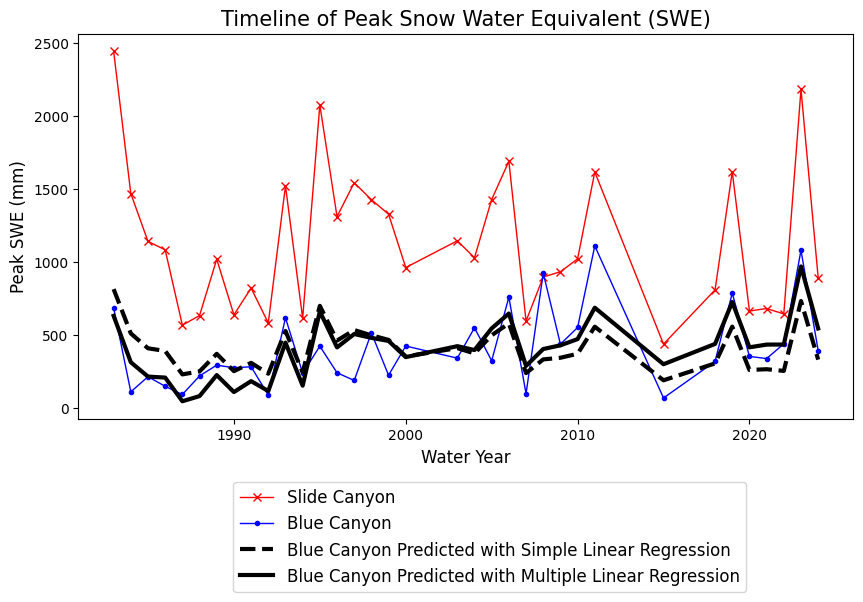 Timeline of Peak Snow Water Equivalent (SWE)
2500
2000
1500
1000
500
0
Peak SWE (mm)
1990
2000
2010
2020
Water Year
Slide Canyon
Blue Canyon
Blue Canyon Predicted with Simple Linear Regression
Blue Canyon Predicted with Multiple Linear Regression